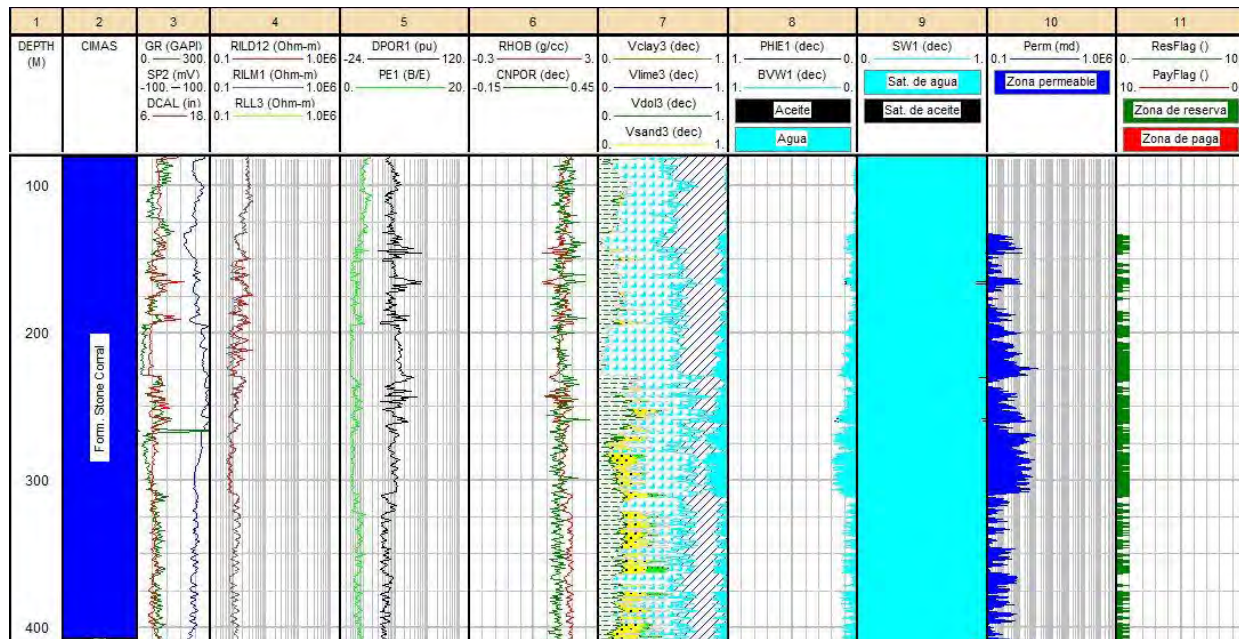 1 2 3 4 5 6 7 8 9 10 11
DEPTH (M)
CIMAS
GR (GAPI)
0. 300.
SP2 (mV)
-100. 100.
DCAL (in)
6. 18.
RILD12 (Ohm-m)
0.1 1.0E6
RILM1 (Ohm-m)
0.1 1.0E6
RLL3 (Ohm-m)
0.1 1.0E6
DPOR1 (pu)
-24. 120.
PE1 (B/E)
0. 20.
RHOB (g/cc)
-0.3 3.
CNPOR (dec)
-0.15 0.45
Vclay3 (dec)
0. 1.
Vlime3 (dec)
0. 1.
Vdol3 (dec)
0. 1.
Vsand3 (dec)
0. 1.
PHIE1 (dec)
1. 0.
BVW1 (dec)
1. 0.
Aceite
Agua
SW1 (dec)
0. 1.
Sat. de agua
Sat. de aceite
Perm (md)
0.1 1.0E6
Zona permeable
ResFlag ()
0. 10
PayFlag ()
10. 0
Zona de reserva
Zona de paga
100
200
300
400
Form. Stone Corral